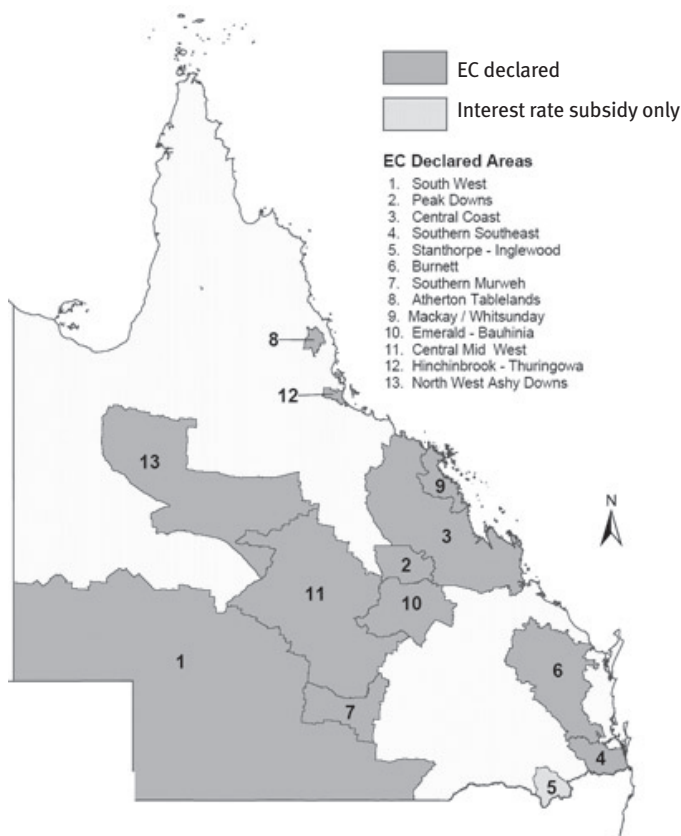 EC declared
Interest rate subsidy only
EC Declared Areas
1. South West
2. Peak Downs
3. Central Coast
4. Southern Southeast
5. Stanthorpe - Inglewood
6. Burnett
7. Southern Murweh
8. Atherton Tablelands
9. Mackay / Whitsunday
10. Emerald - Bauhinia
11. Central Mid West
12. Hinchinbrook - Thuringowa
13. North West Ashy Downs
8
12
13
9
N
3
2
11
10
1
6
7
4
5